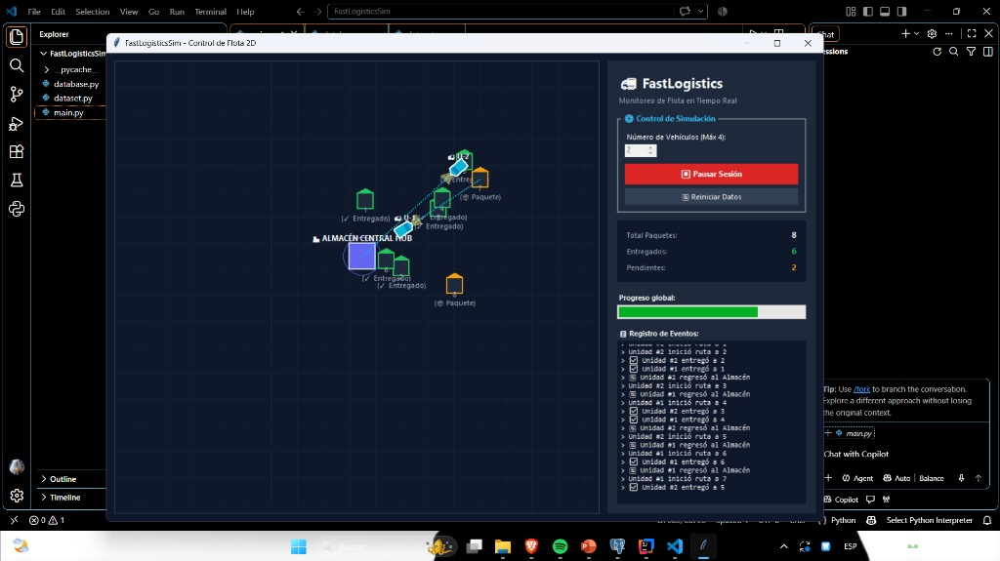 File Edit Selection View Go Run Terminal Help
FastLogisticsSim
Explorer
FastLogisticsSim
__pycache__
database.py
dataset.py
main.py
Outline
Timeline
FastLogisticsSim - Control de Flota 2D
U-2
(✓ Entregado)
(✓ Entregado)
(✓ Entregado)
(✓ Entregado)
Entregado)
1
7
8
(Paquete)
(Paquete)
ALMACÉN CENTRAL HUB
FastLogistics
Monitoreo de Flota en Tiempo Real
Control de Simulación
Número de Vehículos (Máx 4):
2
Pausar Sesión
Reiniciar Datos
Total Paquetes: 8
Entregados: 6
Pendientes: 2
Progreso global:
Registro de Eventos:
> Unidad #1 inició ruta a 1
> Unidad #2 inició ruta a 2
> Unidad #2 entregó a 2
> Unidad #1 entregó a 1
> Unidad #2 regresó al Almacén
> Unidad #2 inició ruta a 3
> Unidad #1 regresó al Almacén
> Unidad #1 inició ruta a 4
> Unidad #2 entregó a 3
> Unidad #1 entregó a 4
> Unidad #2 regresó al Almacén
> Unidad #2 inició ruta a 5
> Unidad #1 regresó al Almacén
> Unidad #1 inició ruta a 6
> Unidad #1 entregó a 6
> Unidad #1 regresó al Almacén
> Unidad #1 inició ruta a 7
> Unidad #2 entregó a 5
Tip: Use /fork to branch the conversation.
Explore a different approach without losing
the original context.
main.py
Chat with Copilot
Agent Auto Balance
Copilot
0 1
Python Select Python Interpreter
ESP